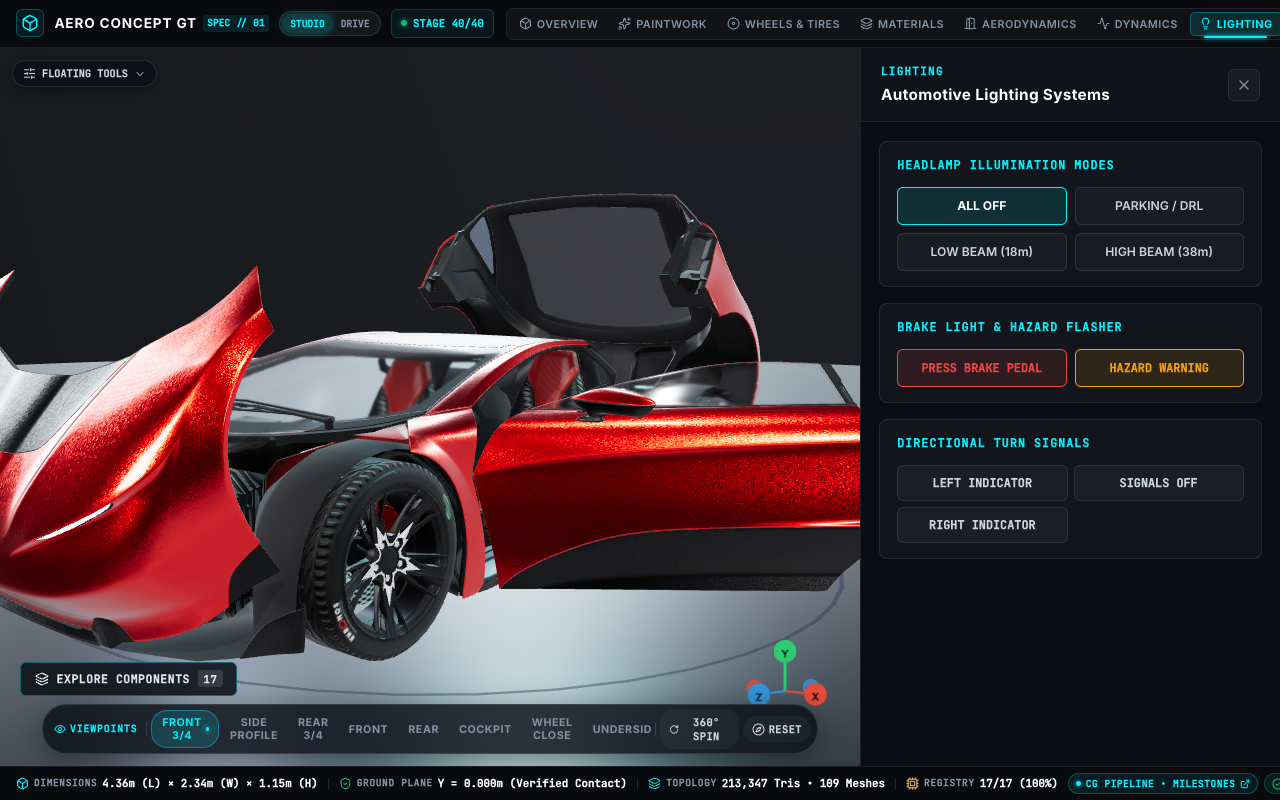 AERO CONCEPT GT
SPEC // 01
STUDIO DRIVE
STAGE 40/40
OVERVIEW PAINTWORK WHEELS & TIRES MATERIALS AERODYNAMICS DYNAMICS LIGHTING
FLOATING TOOLS
LIGHTING
Automotive Lighting Systems
HEADLAMP ILLUMINATION MODES
ALL OFF
PARKING / DRL
LOW BEAM (18m)
HIGH BEAM (38m)
BRAKE LIGHT & HAZARD FLASHER
PRESS BRAKE PEDAL
HAZARD WARNING
DIRECTIONAL TURN SIGNALS
LEFT INDICATOR
SIGNALS OFF
RIGHT INDICATOR
Y
Z
X
EXPLORE COMPONENTS 17
VIEWPOINTS
FRONT
3/4
SIDE
PROFILE
REAR
3/4
FRONT
REAR
COCKPIT
WHEEL
CLOSE
UNDERSID
360°
SPIN
RESET
DIMENSIONS 4.36m (L) × 2.34m (W) × 1.15m (H)
GROUND PLANE Y = 0.000m (Verified Contact)
TOPOLOGY 213,347 Tris • 109 Meshes
REGISTRY 17/17 (100%)
CG PIPELINE • MILESTONES